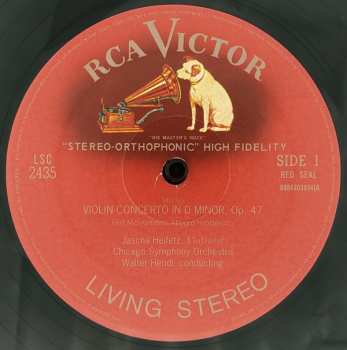 RCA VICTOR
"HIS MASTER'S VOICE"
"STEREO-ORTHOPHONIC" HIGH FIDELITY
LSC
2435
SIDE 1
RED SEAL
VIOLIN CONCERTO IN D MINOR, Op. 47
Jascha Heifetz, Violinist
Chicago Symphony Orchestra
Walter Hendl, conducting
LIVING STEREO